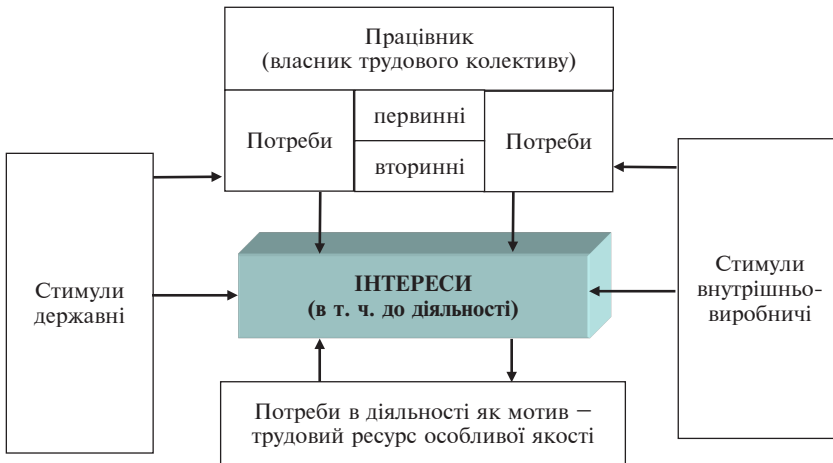 Працівник
(власник трудового колективу)
Потреби
первинні
вторинні
Потреби
Стимули
державні
ІНТЕРЕСИ
(в т. ч. до діяльності)
Стимули
внутрішньо-
виробничі
Потреби в діяльності як мотив –
трудовий ресурс особливої якості